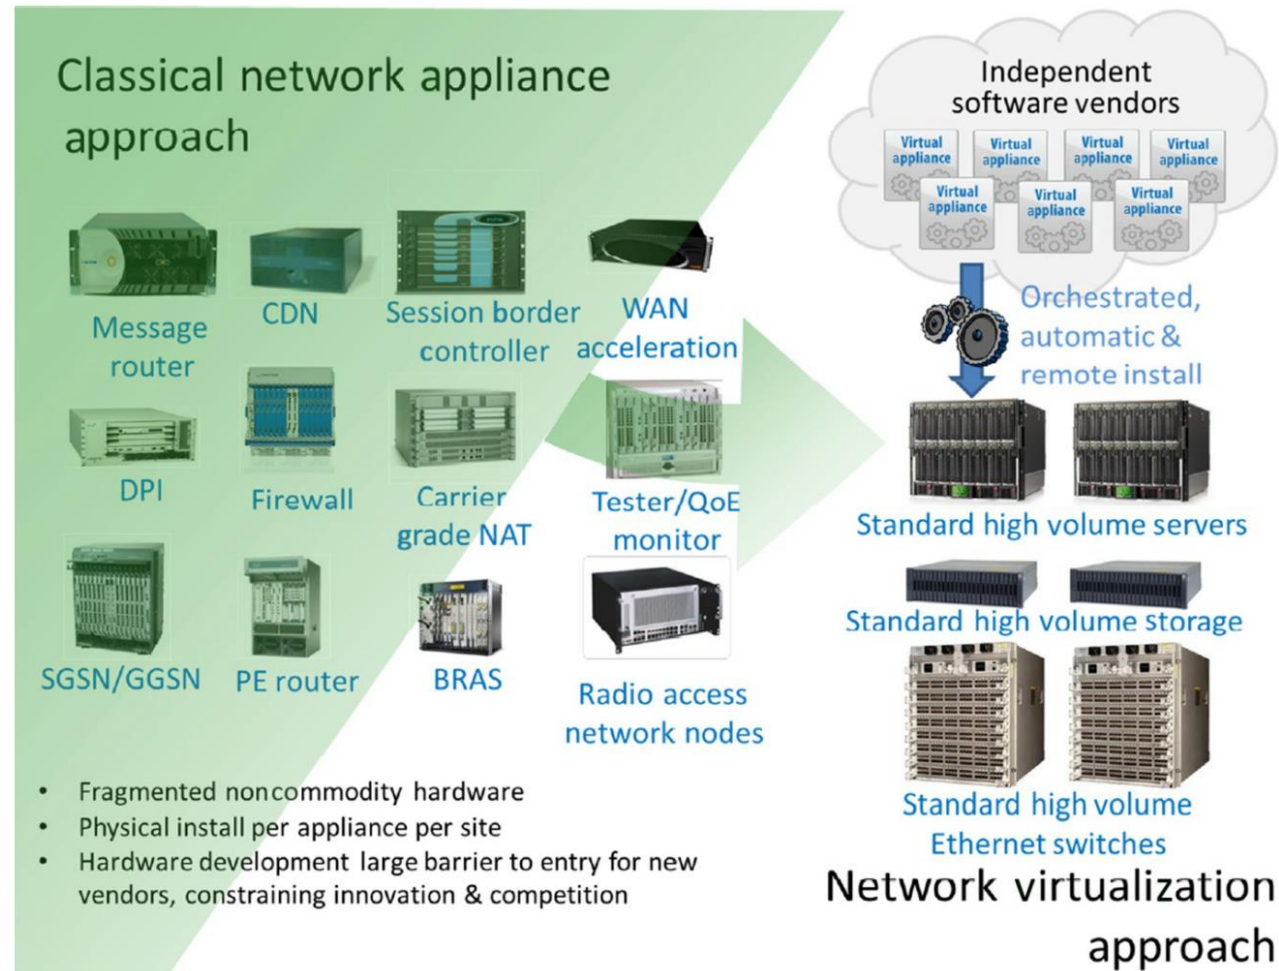 Classical network appliance
approach
Message
router
CDN
Session border
controller
WAN
acceleration
DPI
Firewall
Carrier
grade NAT
Tester/QoE
monitor
SGSN/GGSN
PE router
BRAS
Radio access
network nodes
• Fragmented noncommodity hardware
• Physical install per appliance per site
• Hardware development large barrier to entry for new
vendors, constraining innovation & competition
Independent
software vendors
Virtual
appliance
Virtual
appliance
Virtual
appliance
Virtual
appliance
Virtual
appliance
Virtual
appliance
Virtual
appliance
Orchestrated,
automatic &
remote install
Standard high volume servers
Standard high volume storage
Standard high volume
Ethernet switches
Network virtualization
approach